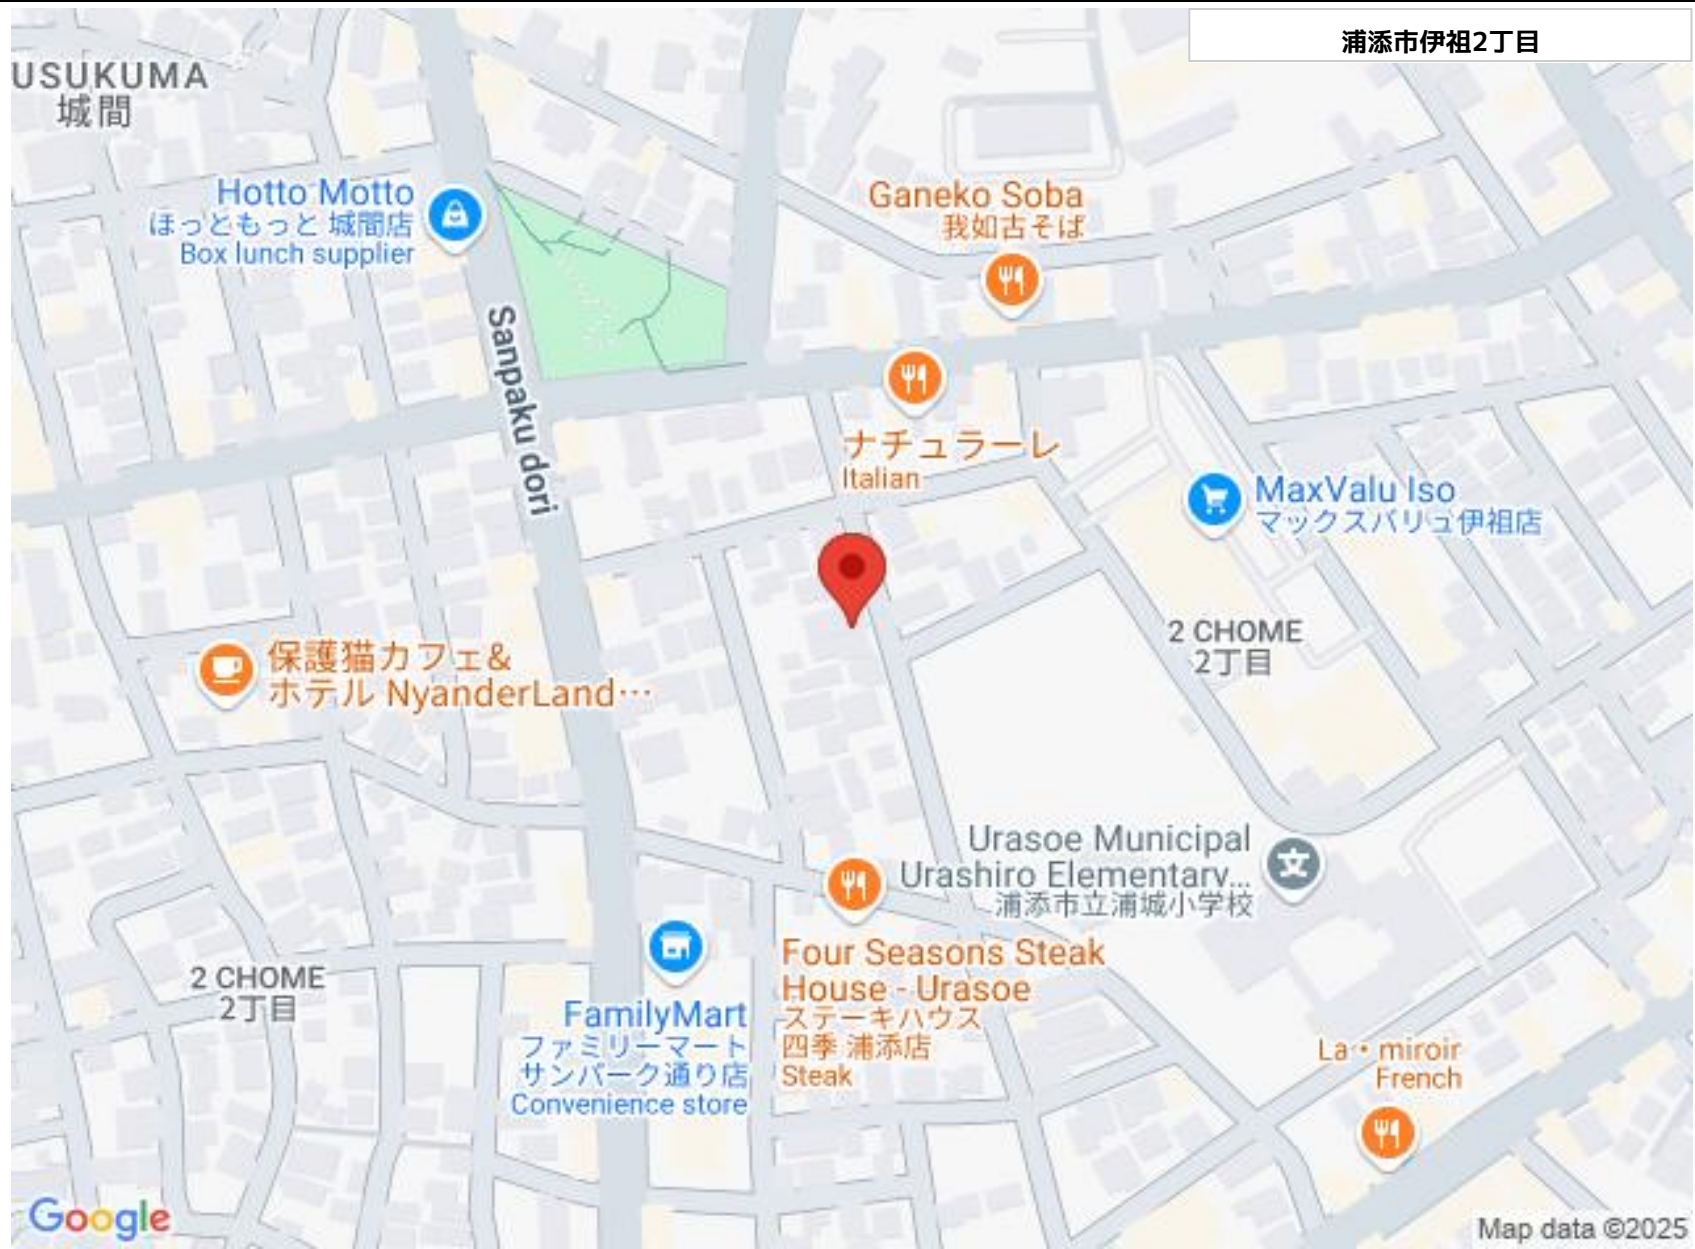 浦添市伊祖2丁目
USUKUMA
城間
Hotto Motto
ほっともっと 城間店
Box lunch supplier
Ganeko Soba
我如古そば
Sanpaku dori
ナチュラーレ
Italian
MaxValu Iso
マックスバリュ伊祖店
2 CHOME
2丁目
保護猫カフェ&
ホテル NyanderLand…
Urasoe Municipal
Urashiro Elementary...
浦添市立浦城小学校
Four Seasons Steak
House - Urasoe
ステーキハウス
四季 浦添店
Steak
2 CHOME
2丁目
FamilyMart
ファミリーマート
サンパーク通り店
Convenience store
La・miroir
French
Google
Map data ©2025